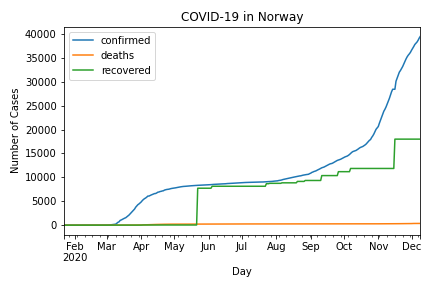 COVID-19 in Norway
confirmed
deaths
recovered
Number of Cases
40000
35000
30000
25000
20000
15000
10000
5000
0
Feb Mar Apr May Jun Jul Aug Sep Oct Nov Dec
2020
Day